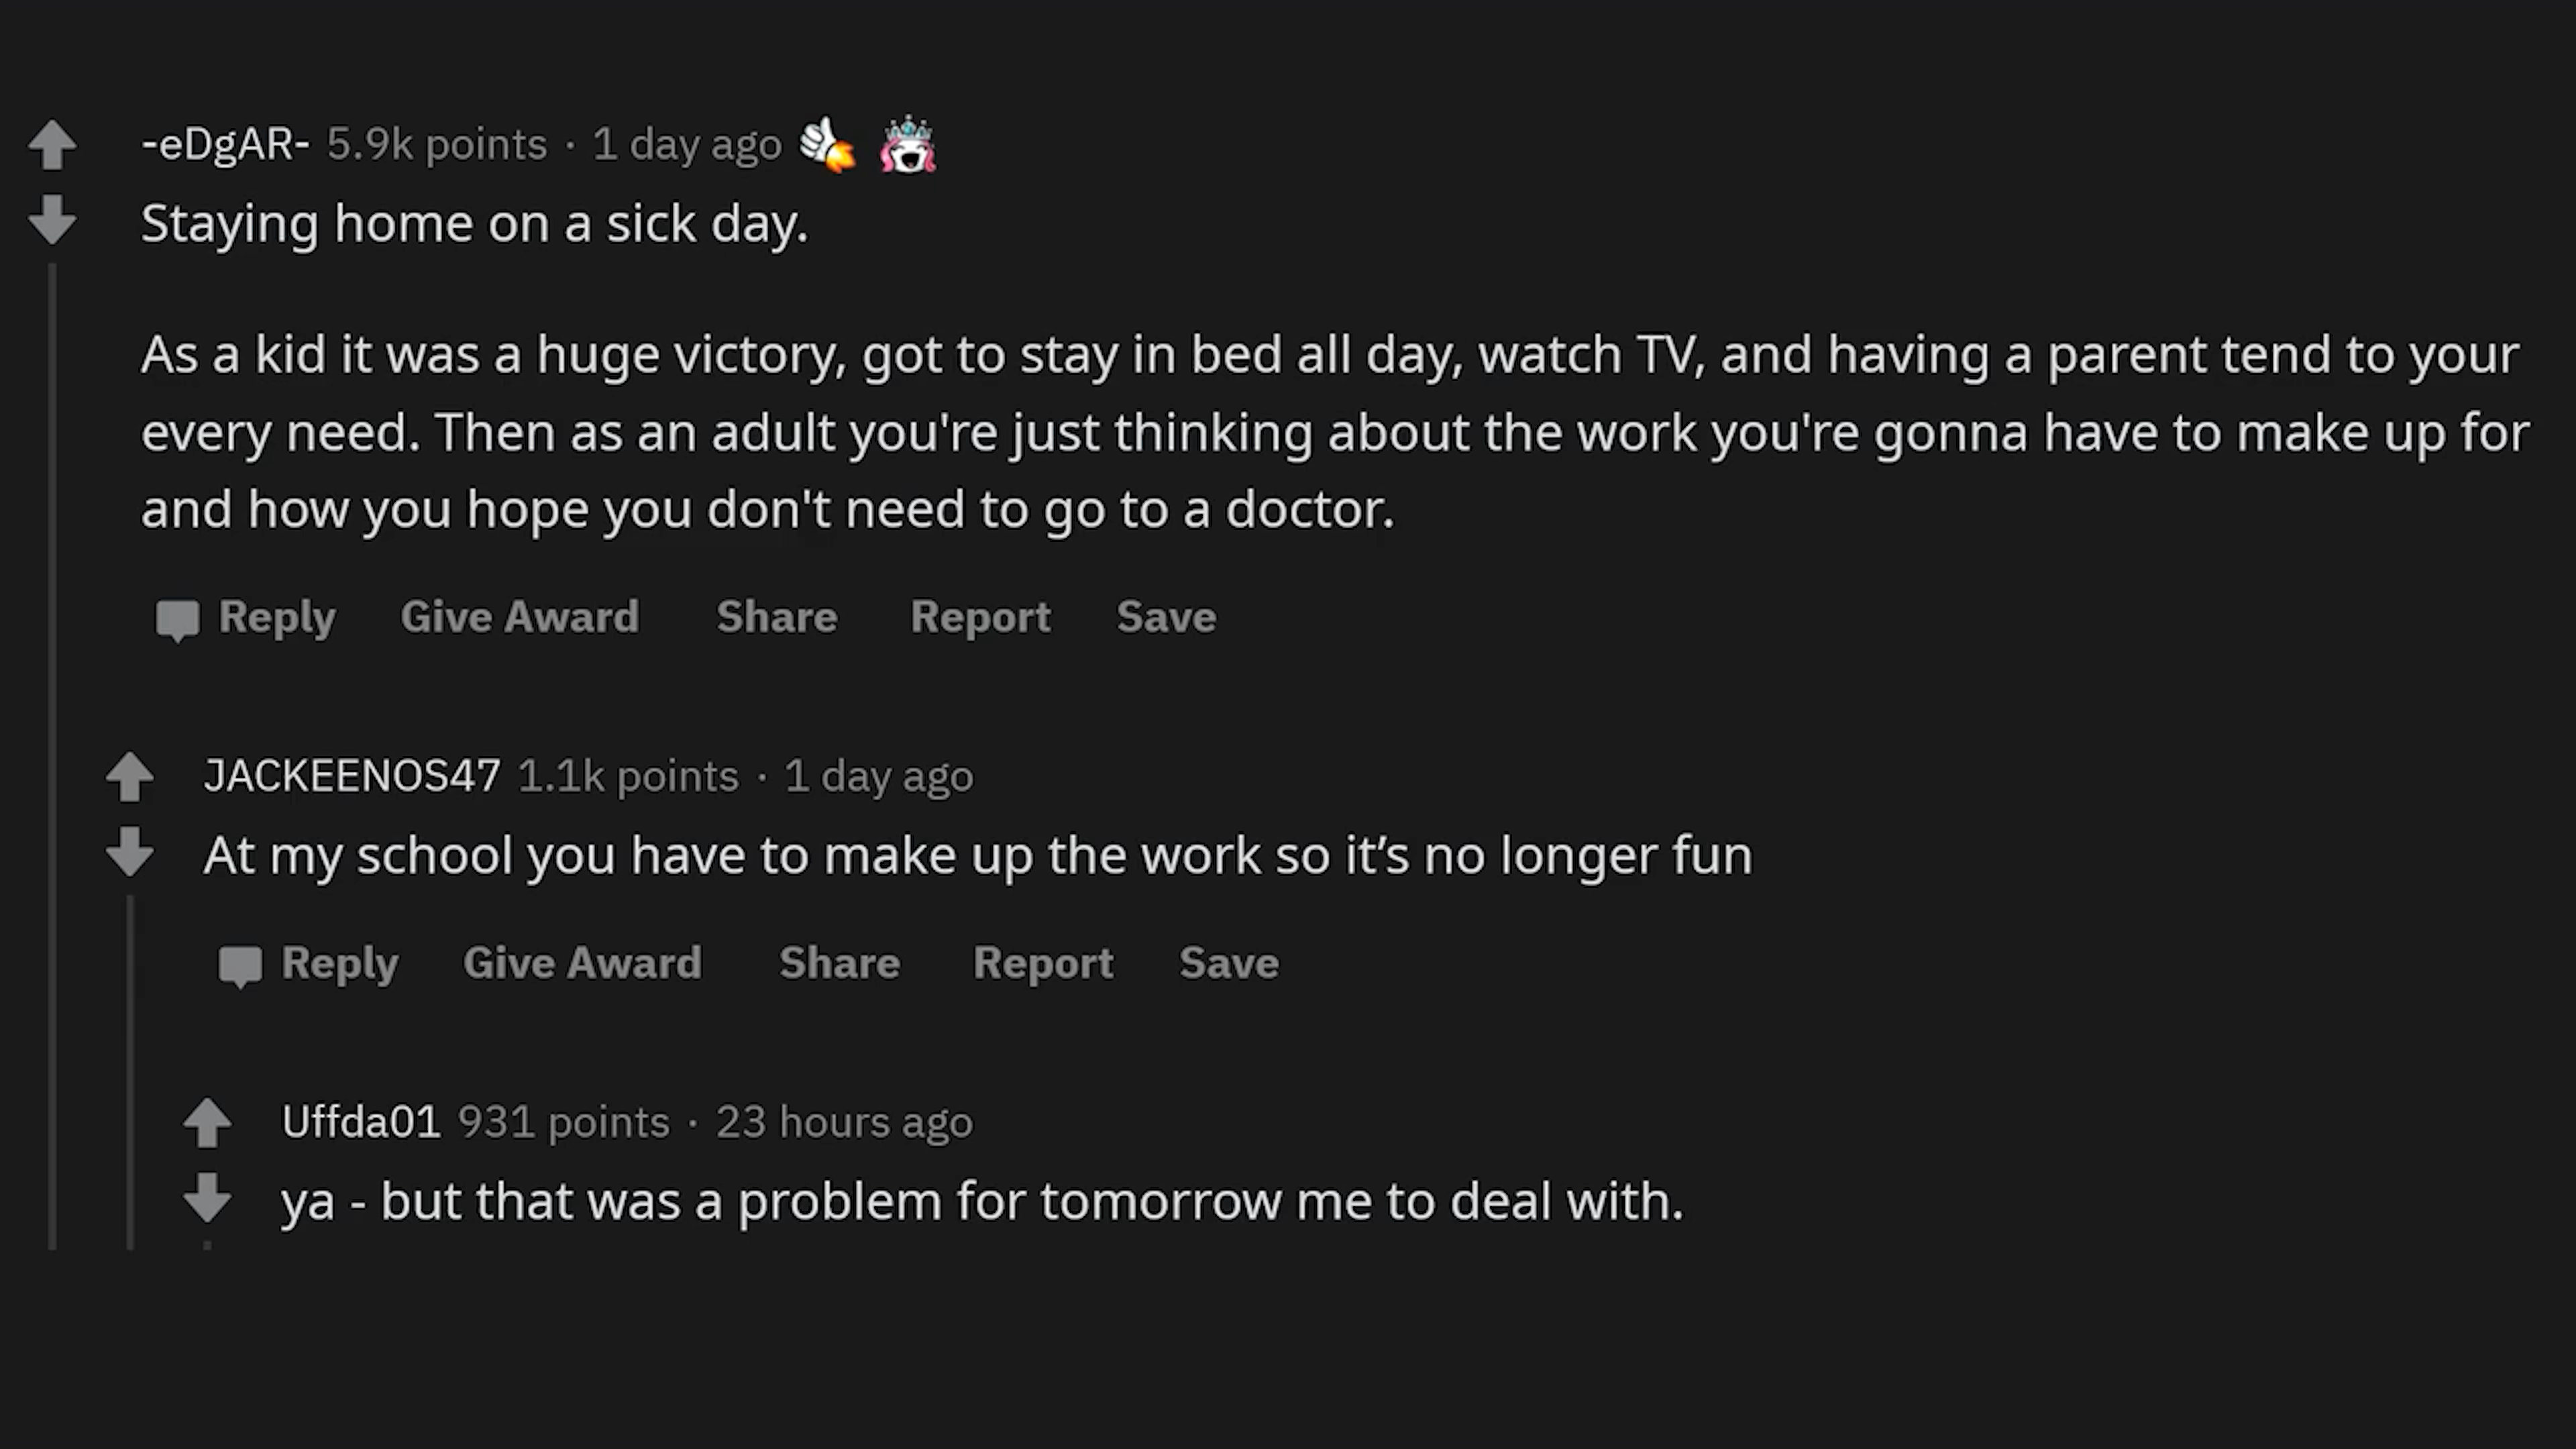 -eDgAR- 5.9k points · 1 day ago
Staying home on a sick day.
As a kid it was a huge victory, got to stay in bed all day, watch TV, and having a parent tend to your
every need. Then as an adult you're just thinking about the work you're gonna have to make up for
and how you hope you don't need to go to a doctor.
Reply Give Award Share Report Save
JACKEENOS47 1.1k points · 1 day ago
At my school you have to make up the work so it’s no longer fun
Reply Give Award Share Report Save
Uffda01 931 points · 23 hours ago
ya - but that was a problem for tomorrow me to deal with.